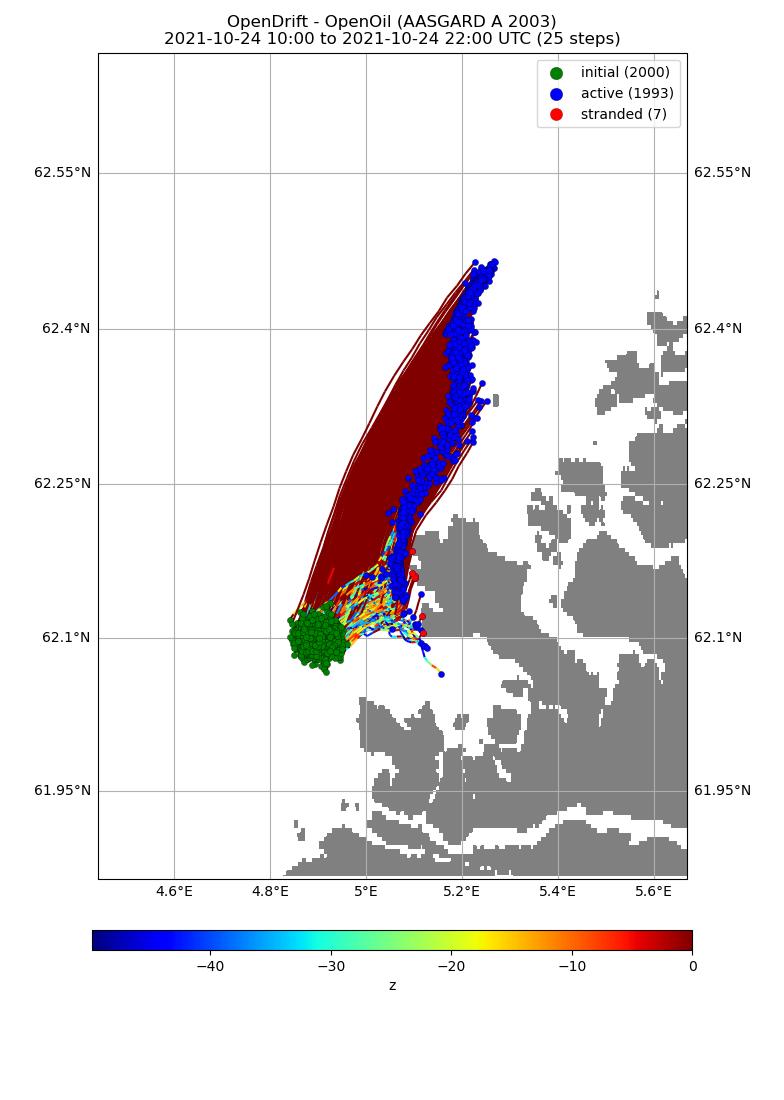 OpenDrift - OpenOil (AASGARD A 2003)
2021-10-24 10:00 to 2021-10-24 22:00 UTC (25 steps)
initial (2000)
active (1993)
stranded (7)
62.55°N 62.55°N
62.4°N 62.4°N
62.25°N 62.25°N
62.1°N 62.1°N
61.95°N 61.95°N
4.6°E 4.8°E 5°E 5.2°E 5.4°E 5.6°E
−40 −30 −20 −10 0
z